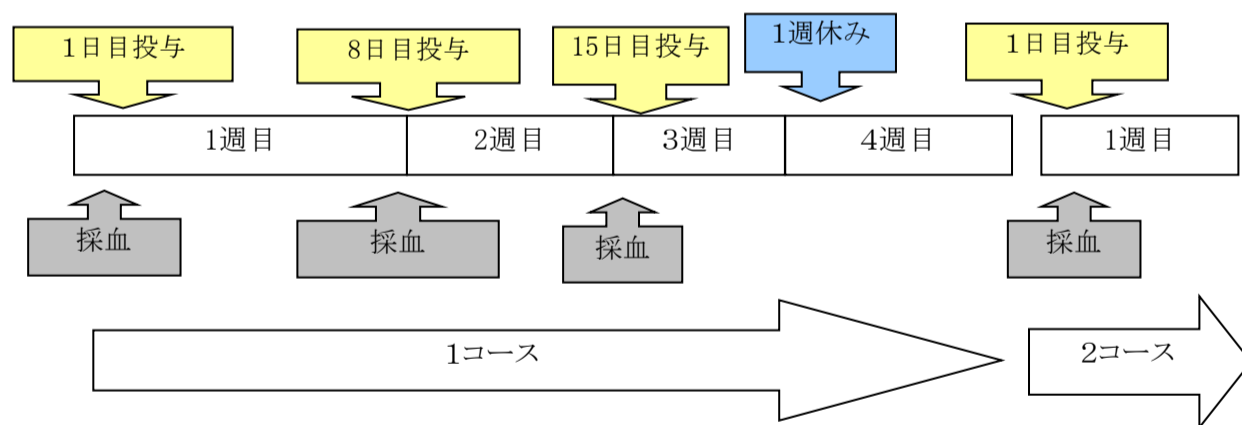 1日目投与
8日目投与
15日目投与
1週休み
1日目投与
1週目
2週目
3週目
4週目
1週目
採血
採血
採血
採血
1コース
2コース